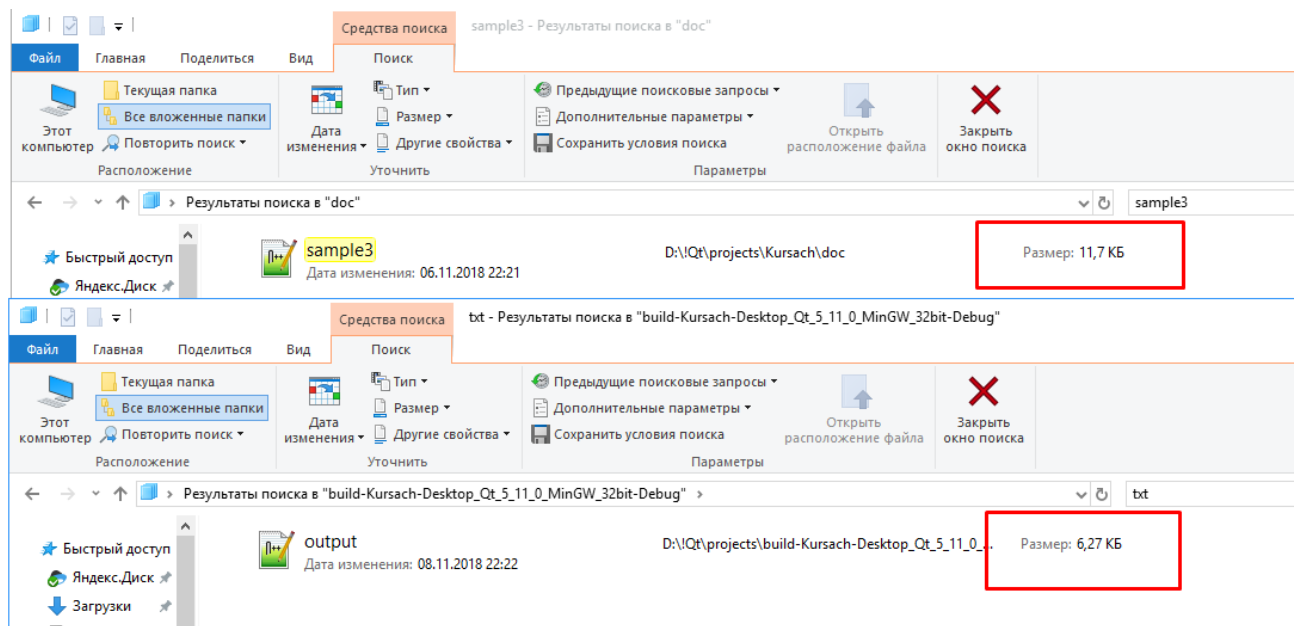 Средства поиска sample3 - Результаты поиска в "doc"
Файл Главная Поделиться Вид Поиск
Этот компьютер
Текущая папка
Все вложенные папки
Повторить поиск
Расположение
Дата изменения
Тип
Размер
Другие свойства
Уточнить
Предыдущие поисковые запросы
Дополнительные параметры
Сохранить условия поиска
Открыть расположение файла
Параметры
Закрыть окно поиска
Результаты поиска в "doc" sample3
Быстрый доступ
Яндекс.Диск
sample3 D:\!Qt\projects\Kursach\doc Размер: 11,7 КБ
Дата изменения: 06.11.2018 22:21
Средства поиска txt - Результаты поиска в "build-Kursach-Desktop_Qt_5_11_0_MinGW_32bit-Debug"
Файл Главная Поделиться Вид Поиск
Этот компьютер
Текущая папка
Все вложенные папки
Повторить поиск
Расположение
Дата изменения
Тип
Размер
Другие свойства
Уточнить
Предыдущие поисковые запросы
Дополнительные параметры
Сохранить условия поиска
Открыть расположение файла
Параметры
Закрыть окно поиска
Результаты поиска в "build-Kursach-Desktop_Qt_5_11_0_MinGW_32bit-Debug" txt
Быстрый доступ
Яндекс.Диск
Загрузки
output D:\!Qt\projects\build-Kursach-Desktop_Qt_5_11_0_... Размер: 6,27 КБ
Дата изменения: 08.11.2018 22:22